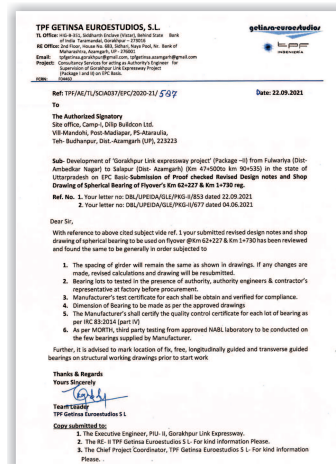 TPF GETINSA EUROESTUDIOS, S.L.
TL Office: HIG-B-331, Siddharth Enclave (Vistar), Behind State Bank
of India Taramandal, Gorakhpur – 273016
RE Office: 2nd Floor, House No. 683, Sidhari, Naya Pool, Nr. Bank of
Maharashtra, Azamgarh, UP - 276001
Email: tpfgetinsa.gorakhpur@gmail.com, tpfgetinsa.azamgarh@gmail.com
Project: Consultancy Services for acting as Authority's Engineer for
Supervision of Gorakhpur Link Expressway Project
(Package I and II) on EPC Basis.
FCRN: F04460
getinsa-euroestudios
TPF
INGENIERÍA
Ref: TPF/AE/TL/SCIAD37/EPC/2020-21/ 587
Date: 22.09.2021
To
The Authorized Signatory
Site office, Camp-I, Dilip Buildcon Ltd.
Vill-Mandohi, Post-Madiapar, PS-Ataraulia,
Teh- Budhanpur, Dist.-Azamgarh (UP), 223223
Sub- Development of 'Gorakhpur Link expressway project' (Package –II) from Fulwariya (Dist-
Ambedkar Nagar) to Salapur (Dist- Azamgarh) (Km 47+500to km 90+535) in the state of
Uttarpradesh on EPC Basis-Submission of Proof checked Revised Design notes and Shop
Drawing of Spherical Bearing of Flyover's Km 62+227 & Km 1+730 reg.
Ref. No. 1. Your letter no: DBL/UPEIDA/GLE/PKG-II/853 dated 22.09.2021
2. Your letter no: DBL/UPEIDA/GLE/PKG-II/677 dated 04.06.2021
Dear Sir,
With reference to above cited subject vide ref. 1 your submitted revised design notes and shop
drawing of spherical bearing to be used on flyover @Km 62+227 & Km 1+730 has been reviewed
and found the same to be generally in order subjected to
1. The spacing of girder will remain the same as shown in drawings. If any changes are
made, revised calculations and drawing will be resubmitted.
2. Bearing lots to tested in the presence of authority, authority engineers & contractor's
representative at factory before procurement.
3. Manufacturer's test certificate for each shall be obtain and verified for compliance.
4. Dimension of Bearing to be made as per the approved drawings
5. The Manufacturer's shall certify the quality control certificate for each lot of bearing as
per IRC 83:2014 (part IV)
6. As per MORTH, third party testing from approved NABL laboratory to be conducted on
the few bearings supplied by Manufacturer.
Further, it is advised to mark location of fix, free, longitudinally guided and transverse guided
bearings on structural working drawings prior to start work
Thanks & Regards
Yours Sincerely
Team Leader
TPF Getinsa Euroestudios S L
Copy submitted to:
1. The Executive Engineer, PIU- II, Gorakhpur Link Expressway.
2. The RE- II TPF Getinsa Euroestudios S L- For kind information Please.
3. The Chief Project Coordinator, TPF Getinsa Euroestudios S L- For kind information
Please.